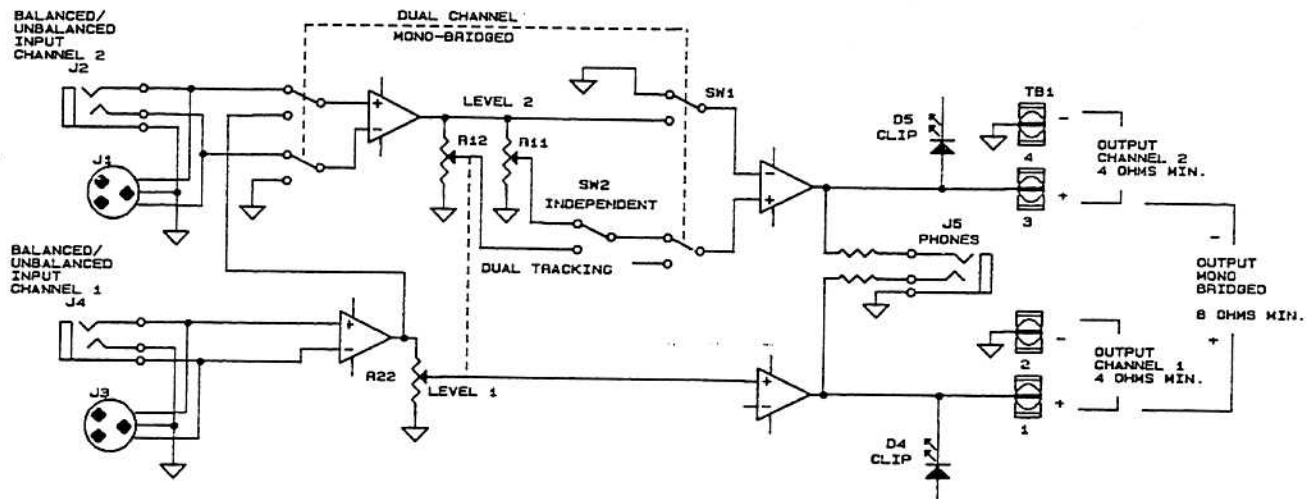 BALANCED/
UNBALANCED
INPUT
CHANNEL 2
J2
J1
DUAL CHANNEL
MONO-BRIDGED
+
−
LEVEL 2
R12
R11
SW2
INDEPENDENT
DUAL TRACKING
SW1
−
+
D5
CLIP
TB1
−
4
+
3
OUTPUT
CHANNEL 2
4 OHMS MIN.
J5
PHONES
−
OUTPUT
MONO
BRIDGED
8 OHMS MIN.
+
BALANCED/
UNBALANCED
INPUT
CHANNEL 1
J4
J3
+
−
R22
LEVEL 1
+
−
D4
CLIP
2
−
1
+
OUTPUT
CHANNEL 1
4 OHMS MIN.